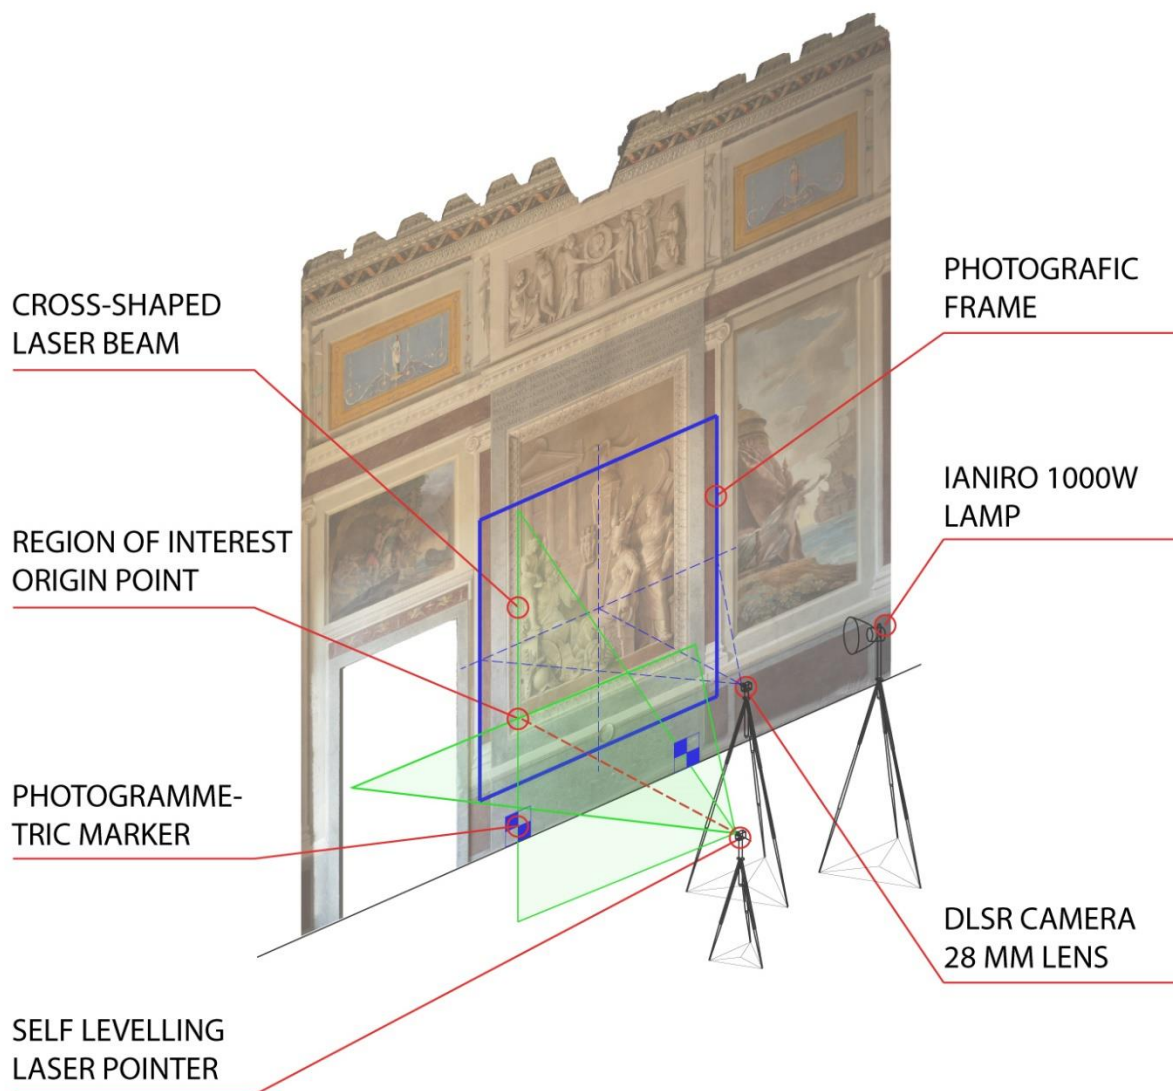 CROSS-SHAPED
LASER BEAM
REGION OF INTEREST
ORIGIN POINT
PHOTOGRAMME-
TRIC MARKER
SELF LEVELLING
LASER POINTER
PHOTOGRAFIC
FRAME
IANIRO 1000W
LAMP
DLSR CAMERA
28 MM LENS